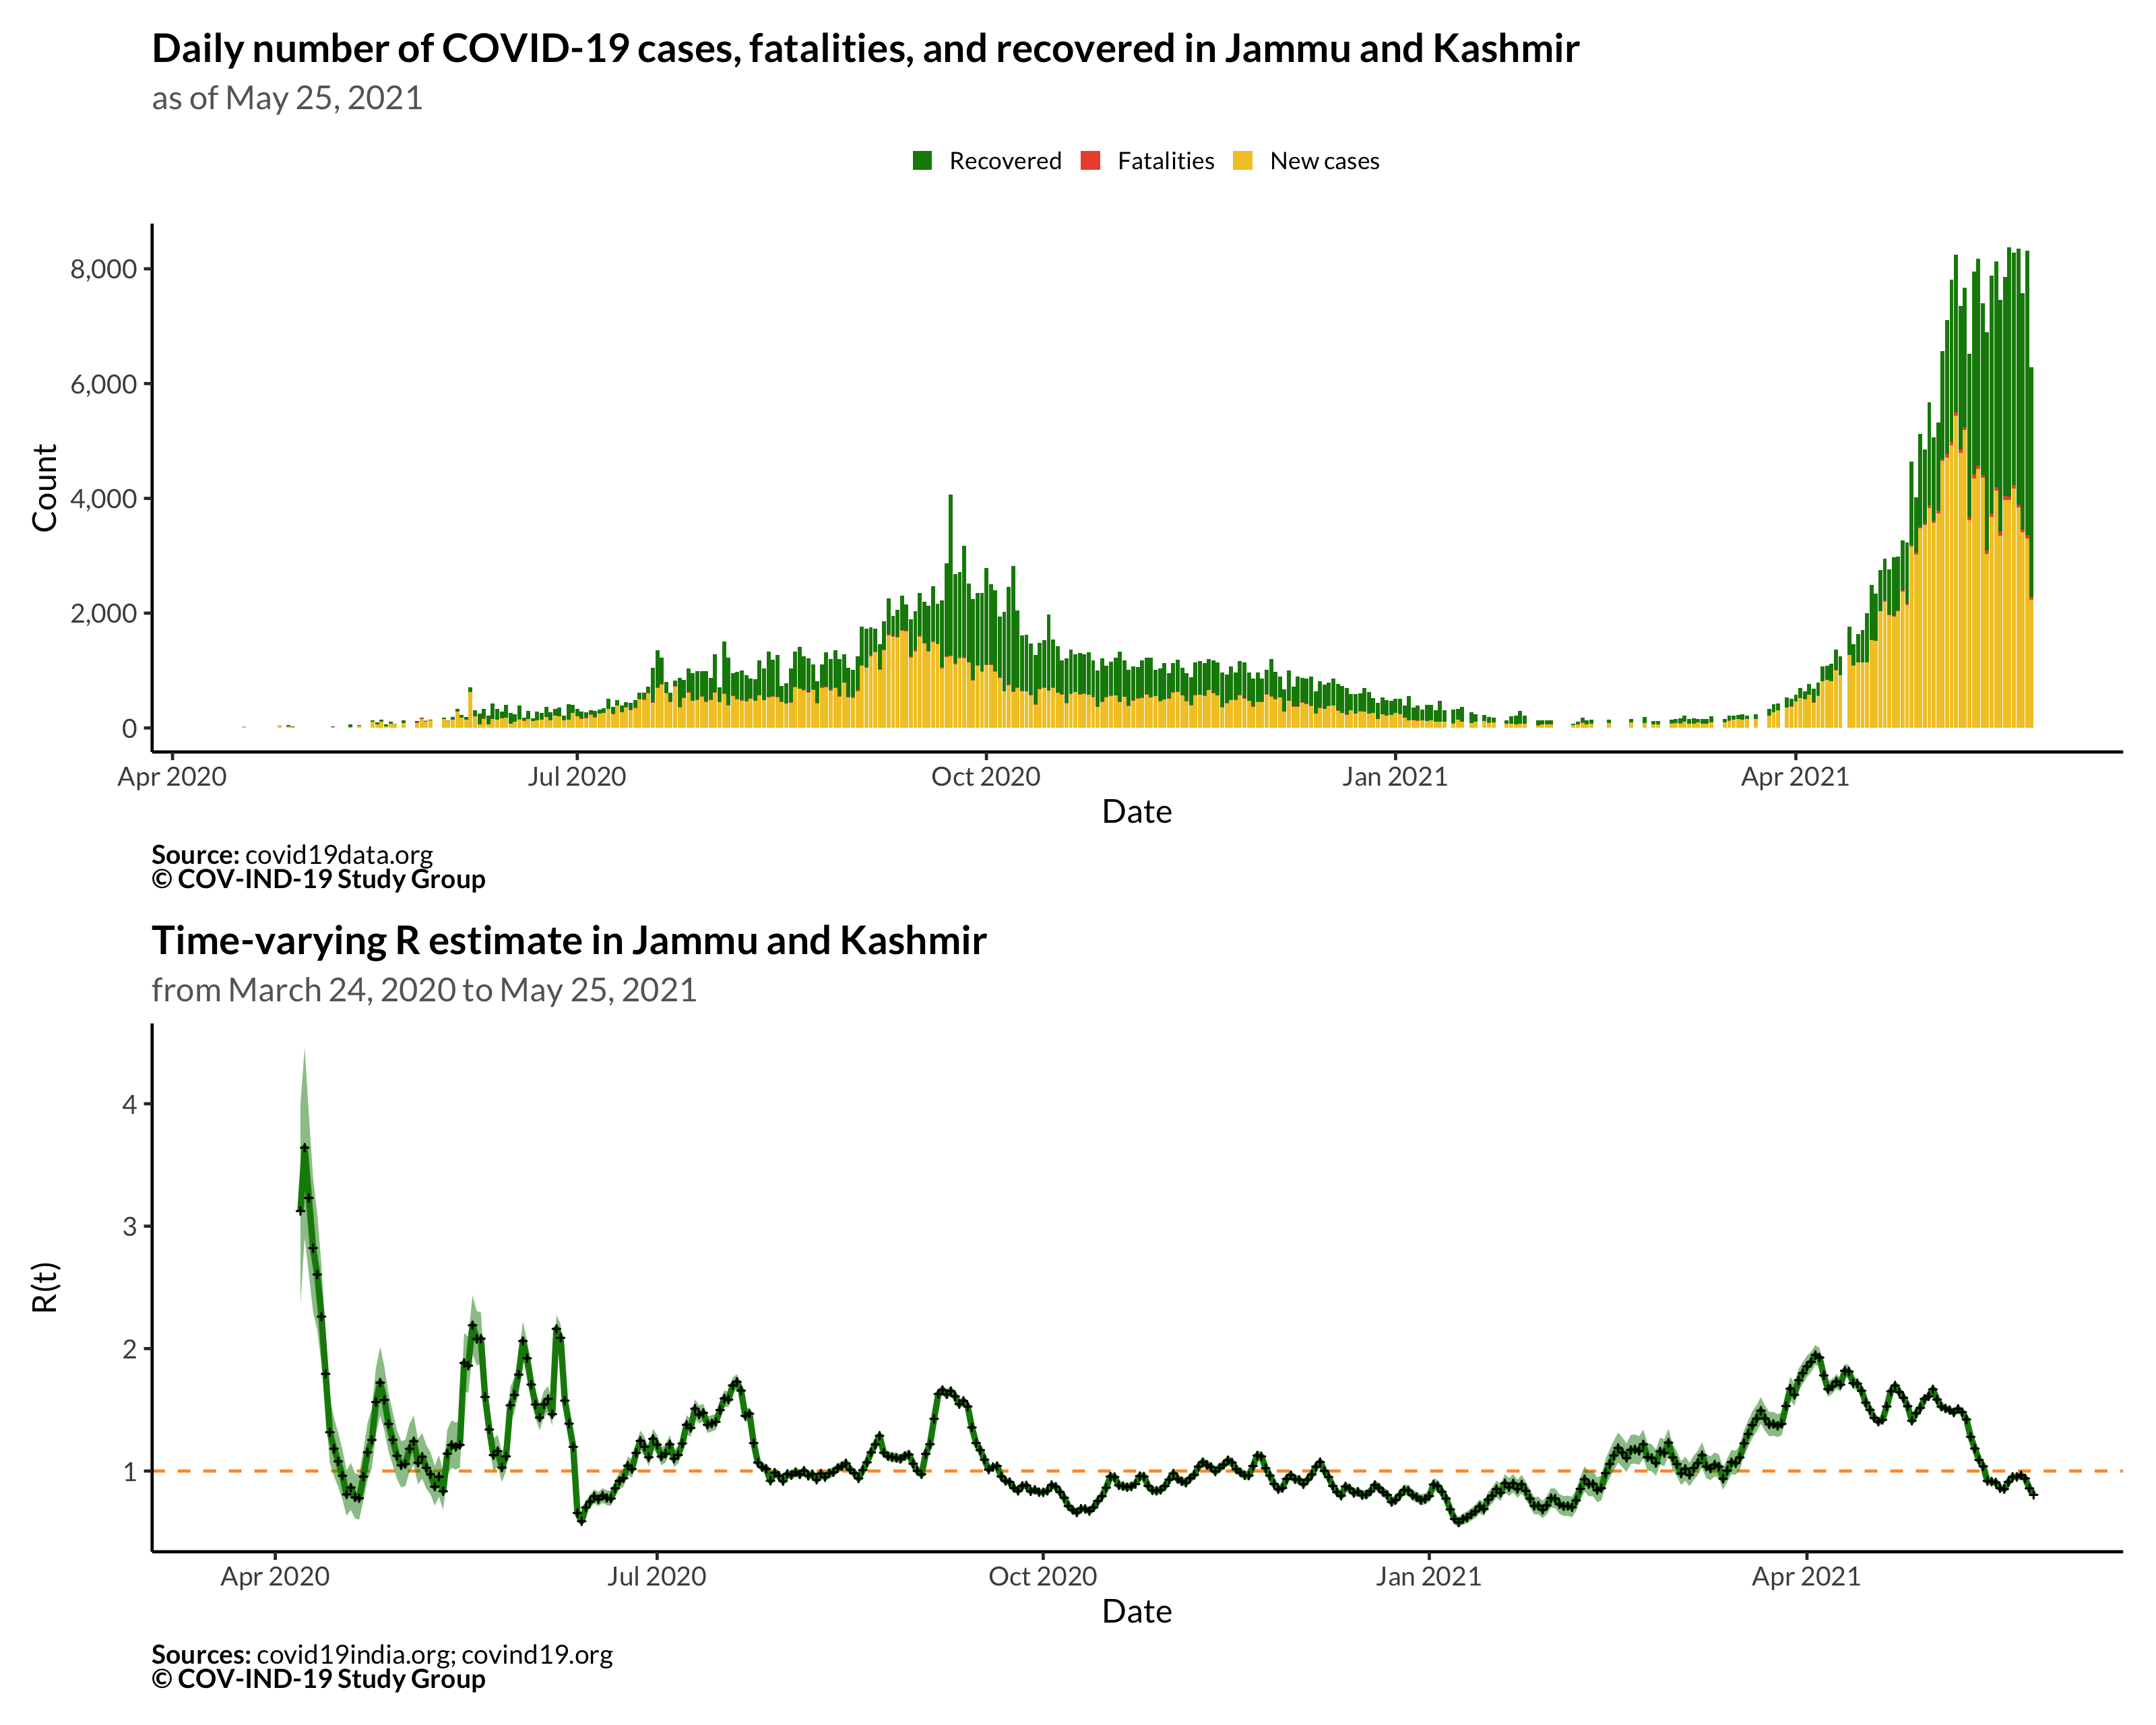 Daily number of COVID-19 cases, fatalities, and recovered in Jammu and Kashmir
as of May 25, 2021
Recovered Fatalities New cases
Count
8,000
6,000
4,000
2,000
0
Apr 2020 Jul 2020 Oct 2020 Jan 2021 Apr 2021
Date
Source: covid19data.org
© COV-IND-19 Study Group
Time-varying R estimate in Jammu and Kashmir
from March 24, 2020 to May 25, 2021
R(t)
4
3
2
1
Apr 2020 Jul 2020 Oct 2020 Jan 2021 Apr 2021
Date
Sources: covid19india.org; covind19.org
© COV-IND-19 Study Group